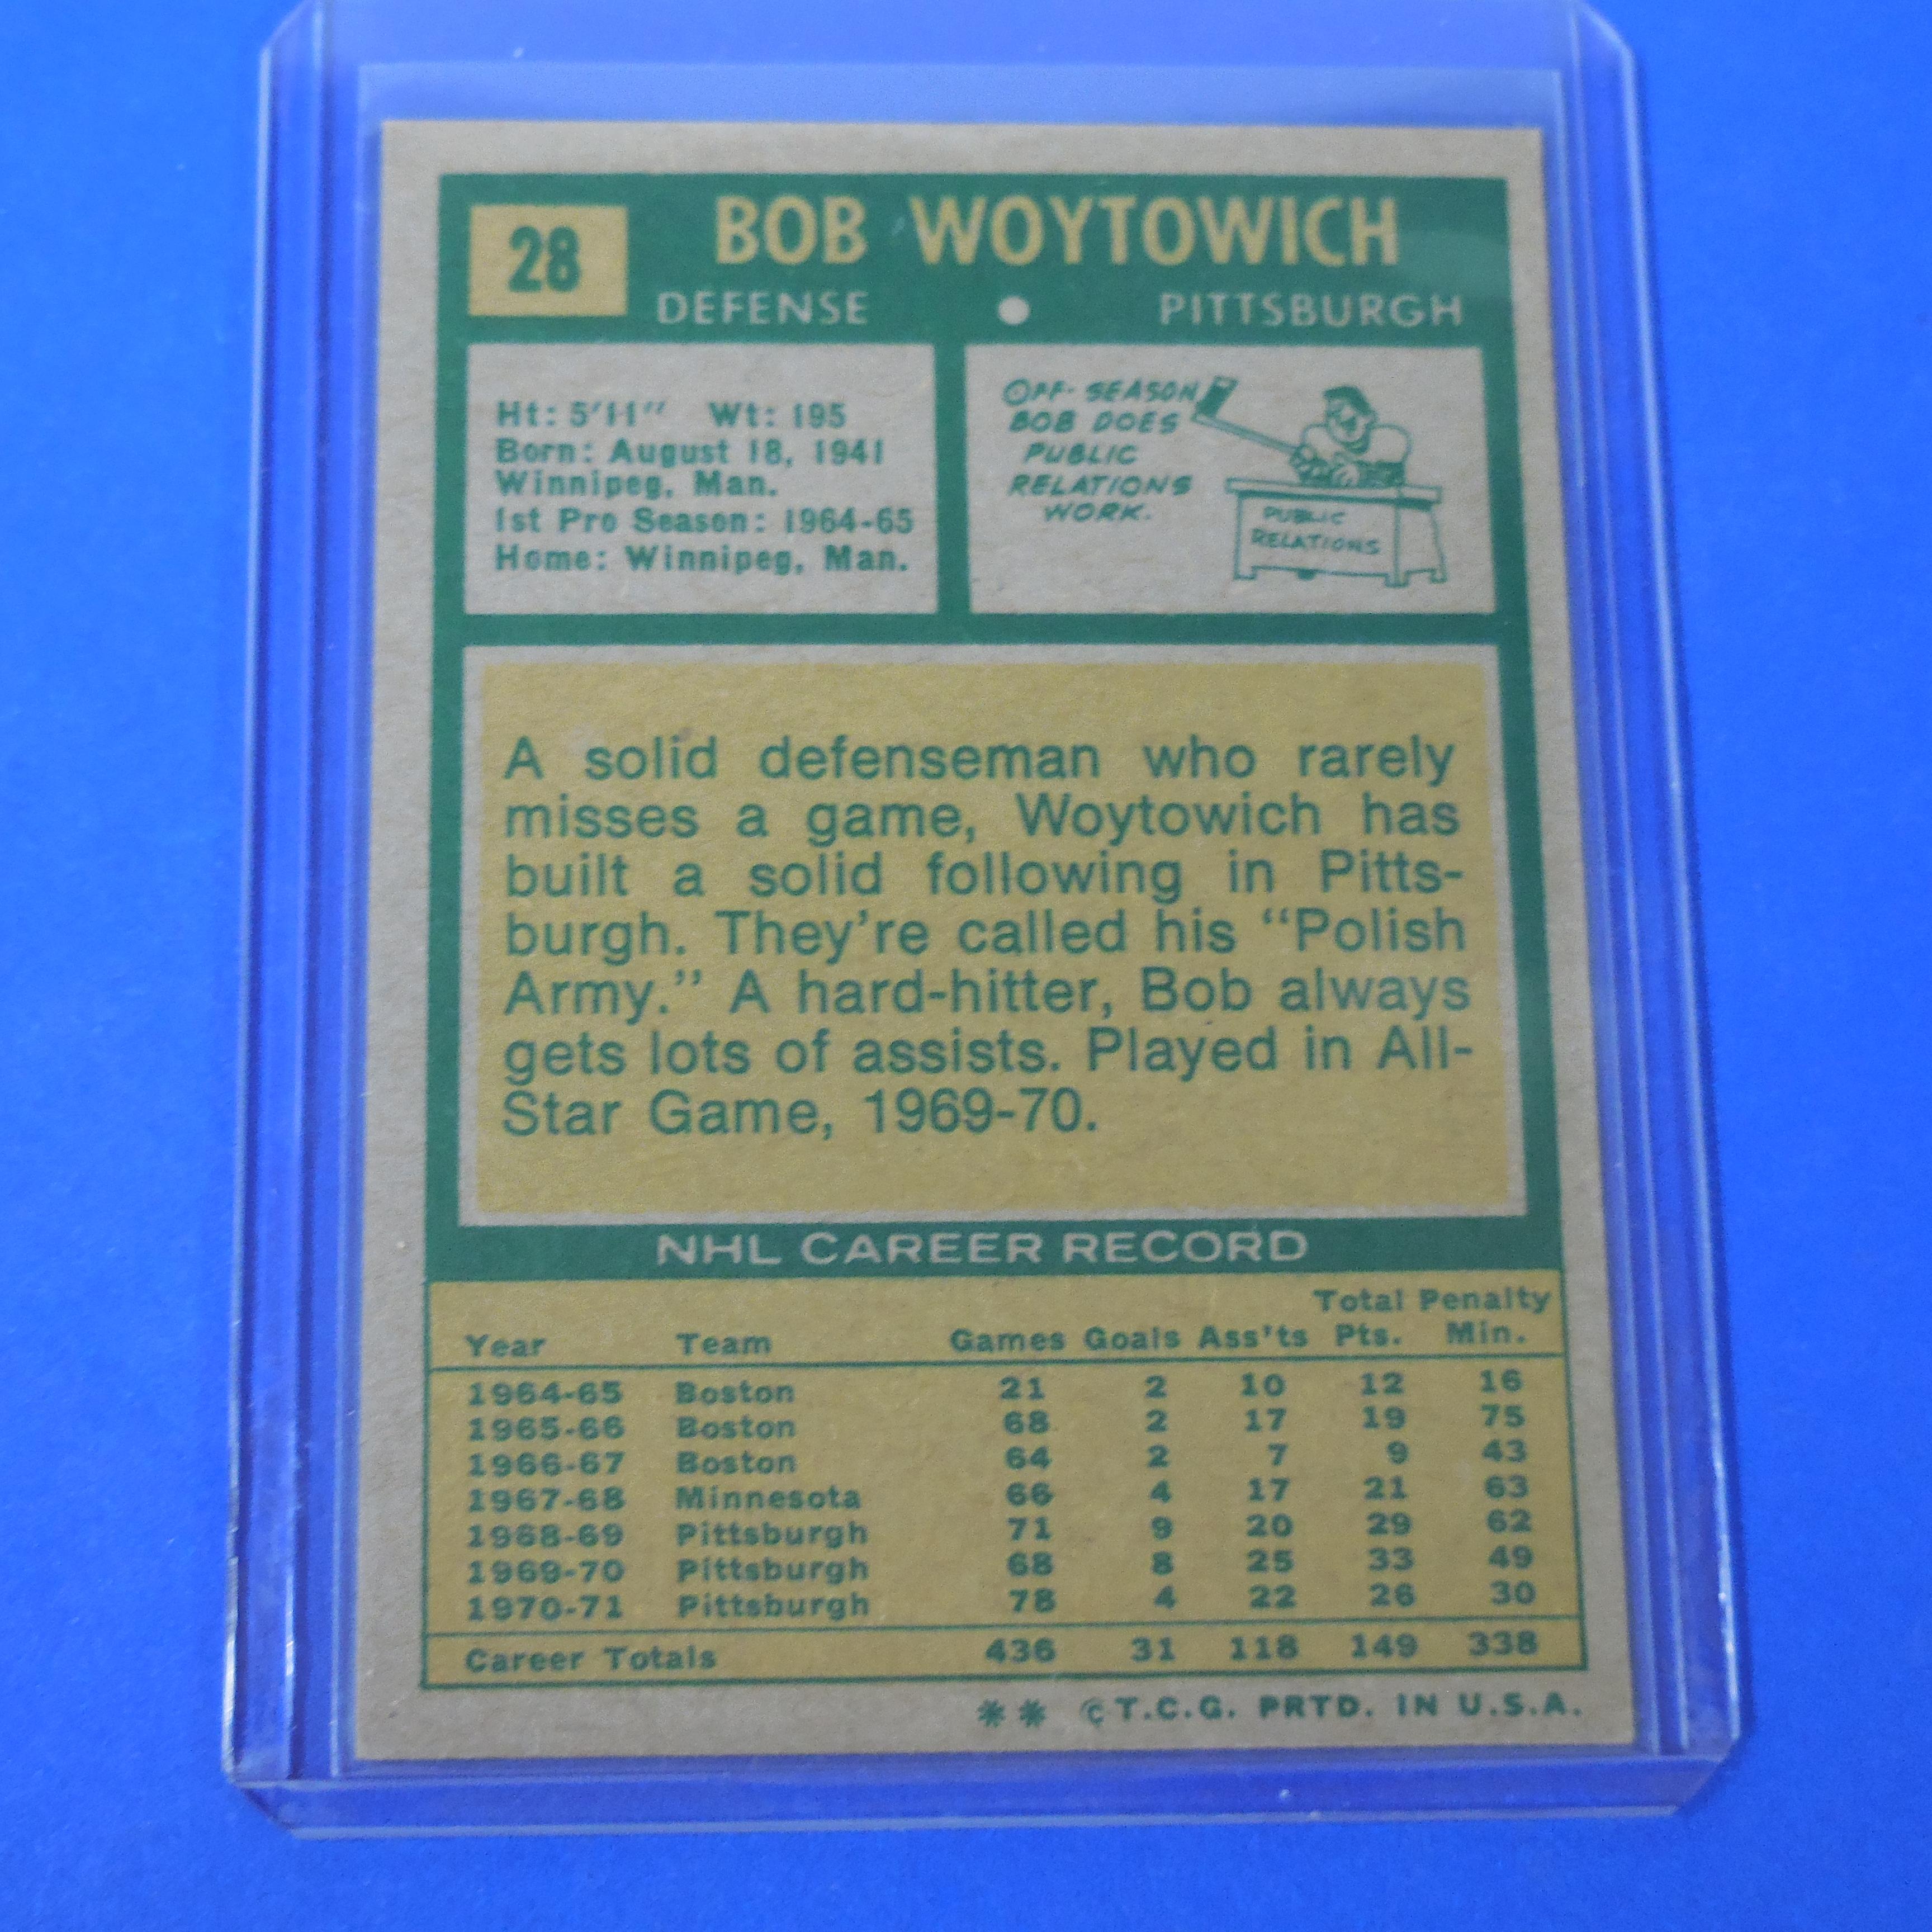 28
BOB WOYTOWICH
DEFENSE • PITTSBURGH
Ht: 5'11" Wt: 195
Born: August 18, 1941
Winnipeg, Man.
1st Pro Season: 1964-65
Home: Winnipeg, Man.
OFF-SEASON
BOB DOES
PUBLIC
RELATIONS
WORK.
PUBLIC
RELATIONS
A solid defenseman who rarely
misses a game, Woytowich has
built a solid following in Pitts-
burgh. They're called his "Polish
Army." A hard-hitter, Bob always
gets lots of assists. Played in All-
Star Game, 1969-70.
NHL CAREER RECORD
Year Team Games Goals Ass'ts Total Pts. Penalty Min.
1964-65 Boston 21 2 10 12 16
1965-66 Boston 68 2 17 19 75
1966-67 Boston 64 2 7 9 43
1967-68 Minnesota 66 4 17 21 63
1968-69 Pittsburgh 71 9 20 29 62
1969-70 Pittsburgh 68 8 25 33 49
1970-71 Pittsburgh 78 4 22 26 30
Career Totals 436 31 118 149 338
** © T.C.G. PRTD. IN U.S.A.